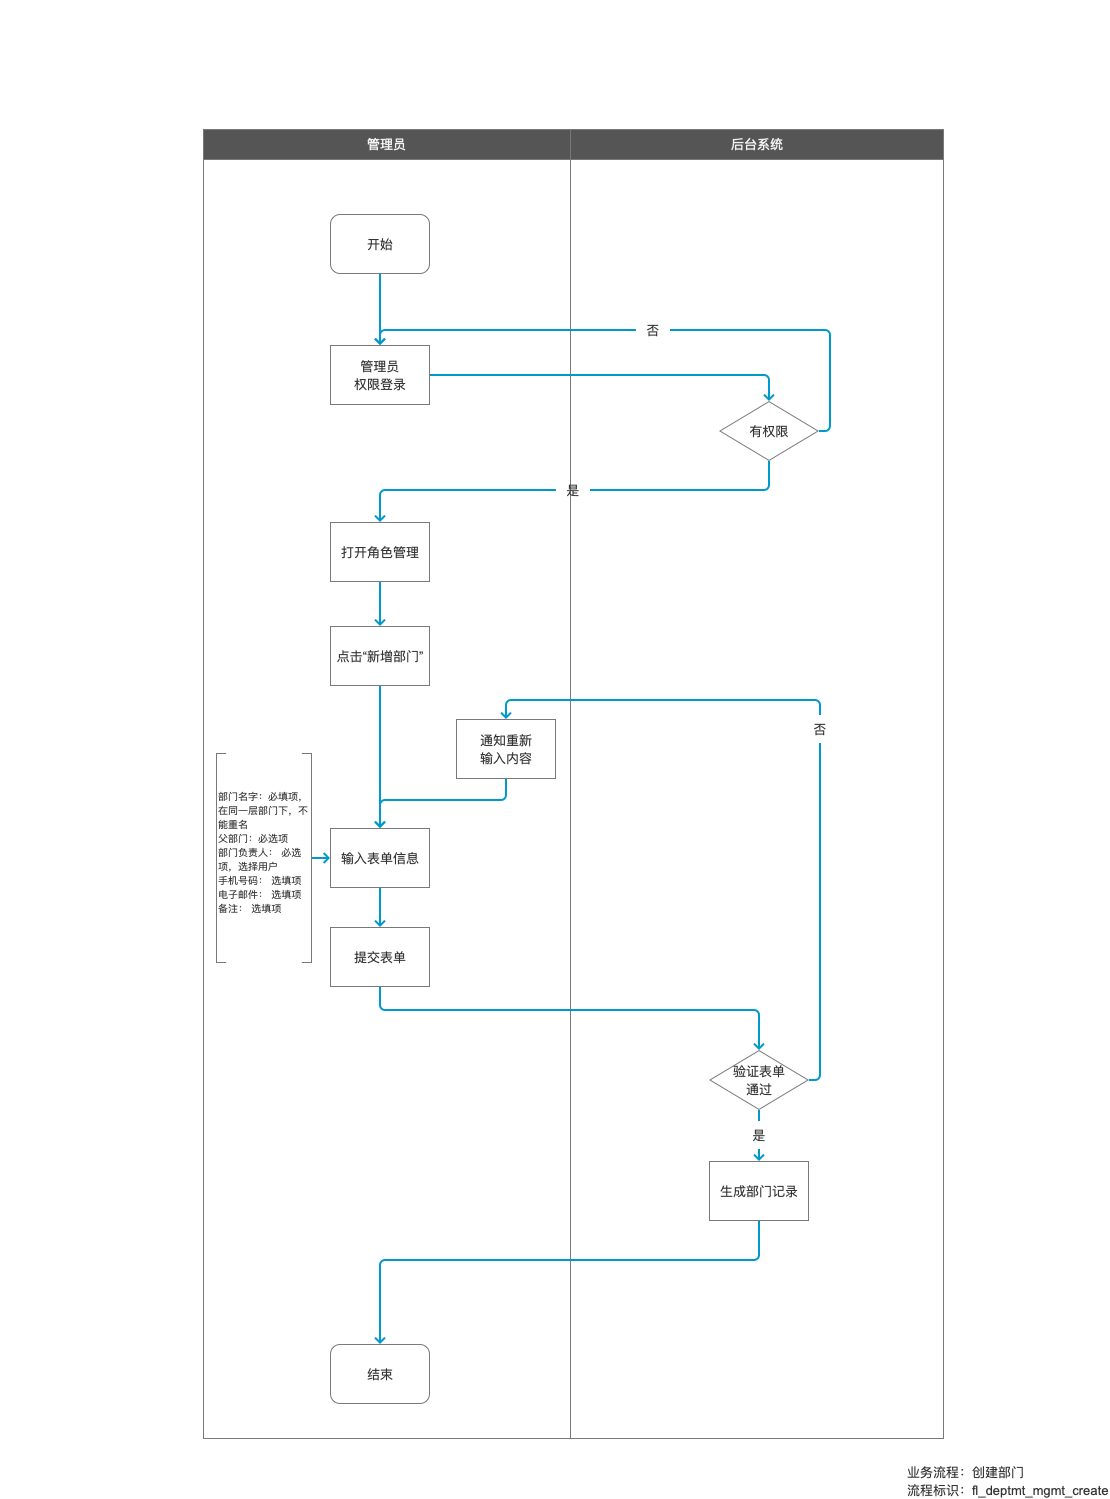 管理员
后台系统
开始
否
管理员
权限登录
有权限
是
打开角色管理
点击“新增部门”
否
通知重新
输入内容
部门名字：必填项，
在同一层部门下，不
能重名
父部门：必选项
部门负责人： 必选
项，选择用户
手机号码： 选填项
电子邮件： 选填项
备注： 选填项
输入表单信息
提交表单
验证表单
通过
是
生成部门记录
结束
业务流程：创建部门
流程标识：fl_deptmt_mgmt_create